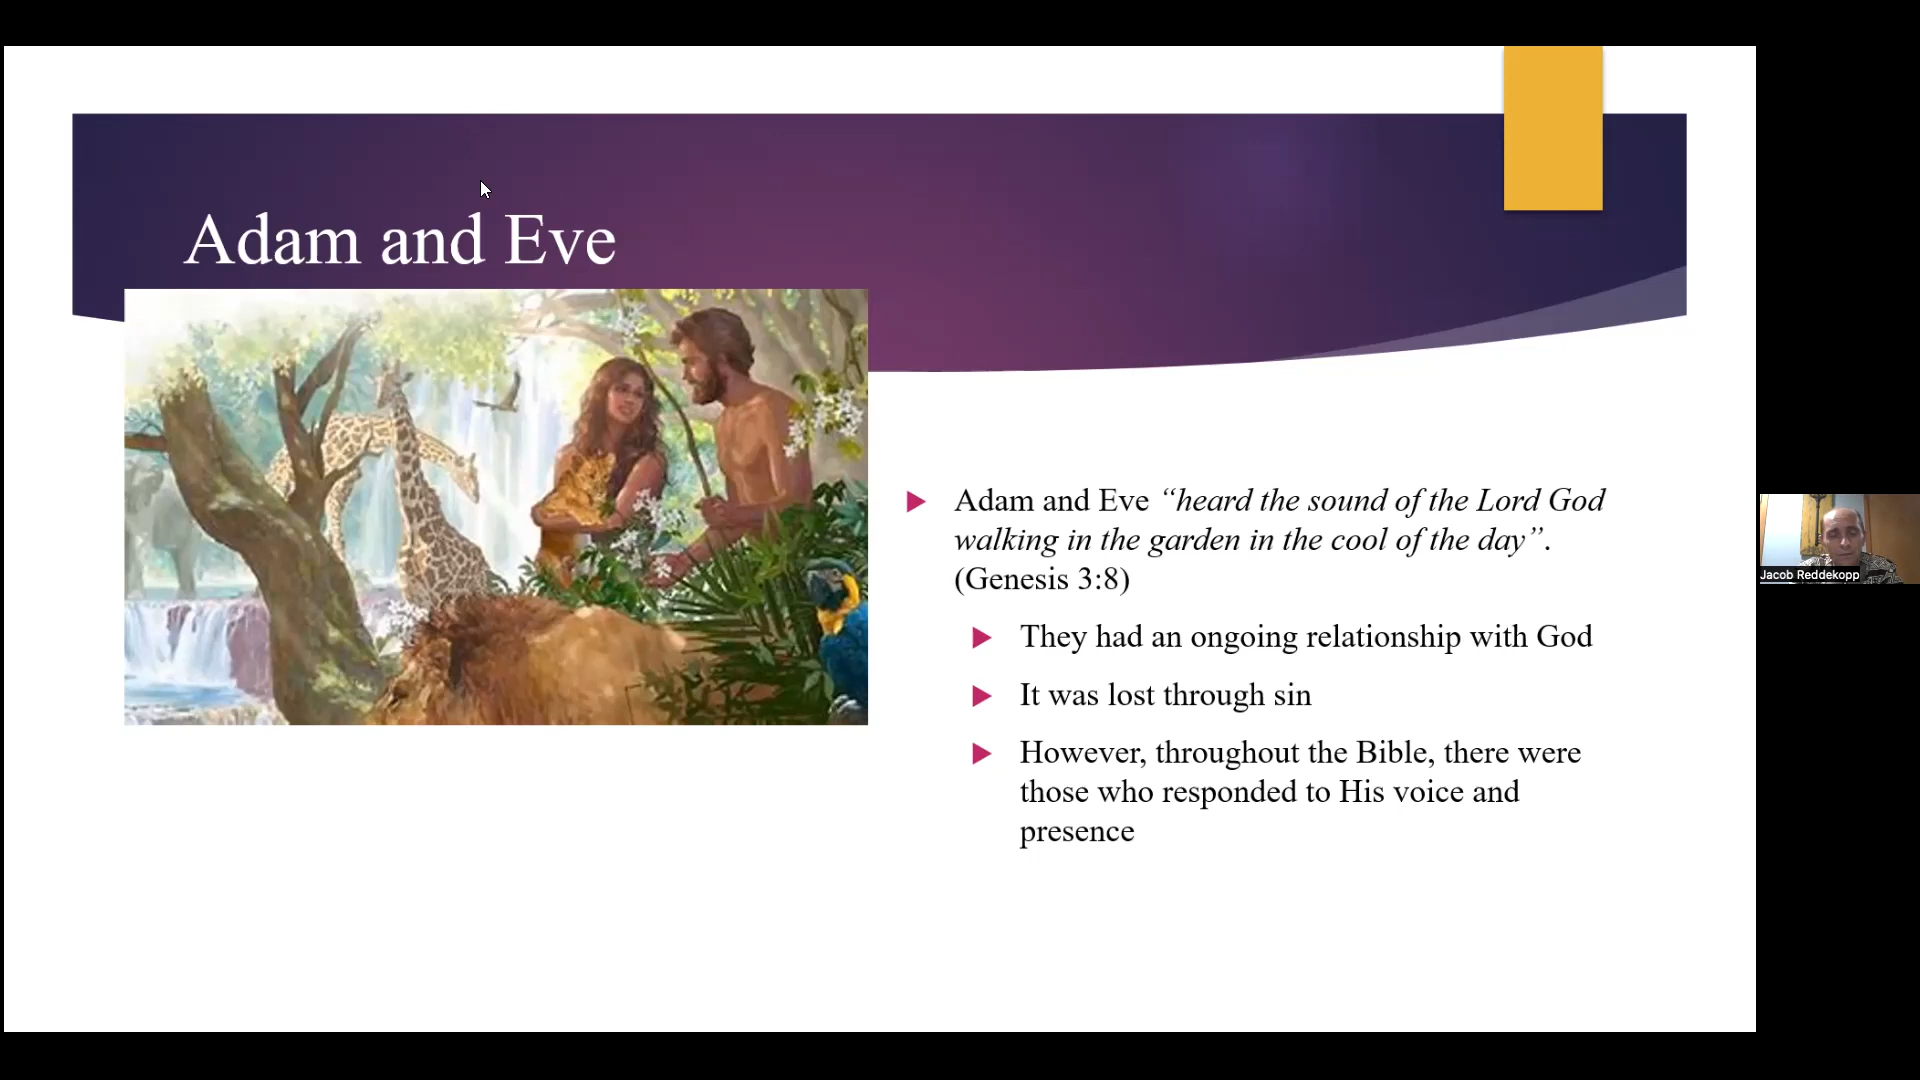 Adam and Eve
Adam and Eve “heard the sound of the Lord God
walking in the garden in the cool of the day”.
(Genesis 3:8)
They had an ongoing relationship with God
It was lost through sin
However, throughout the Bible, there were
those who responded to His voice and
presence
Jacob Reddekopp